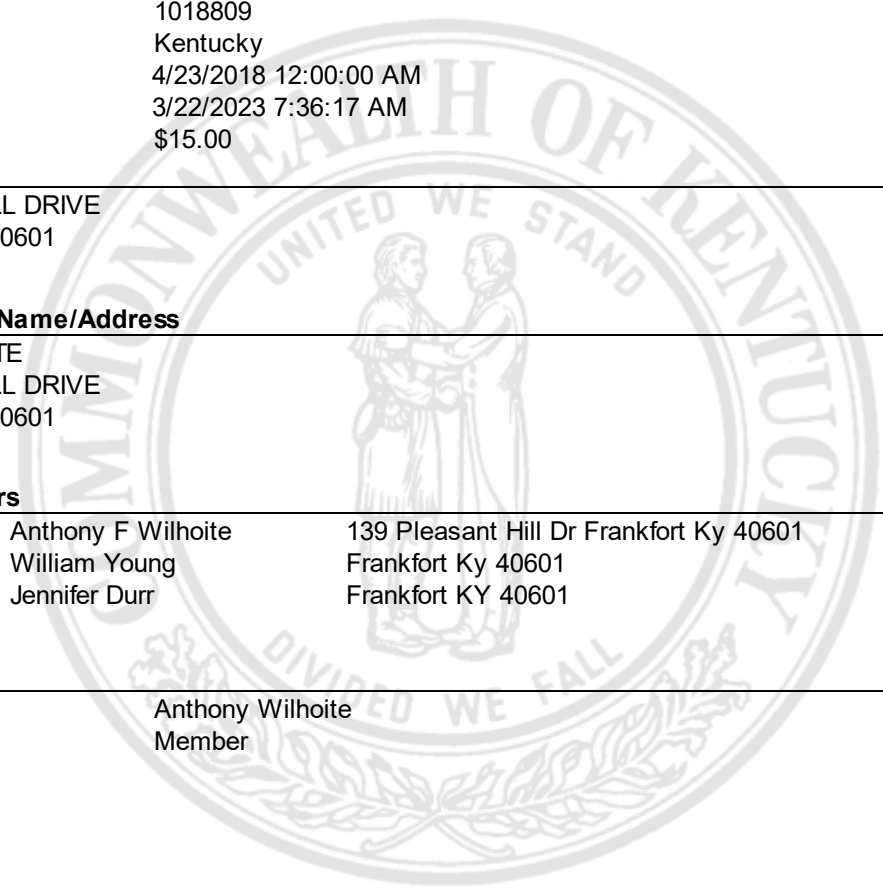 1018809
Kentucky
4/23/2018 12:00:00 AM
3/22/2023 7:36:17 AM
$15.00
LL DRIVE
0601
Name/Address
TE
LL DRIVE
0601
rs
Anthony F Wilhoite 139 Pleasant Hill Dr Frankfort Ky 40601
William Young Frankfort Ky 40601
Jennifer Durr Frankfort KY 40601
Anthony Wilhoite
Member
COMMONWEALTH OF KENTUCKY
UNITED WE STAND
DIVIDED WE FALL